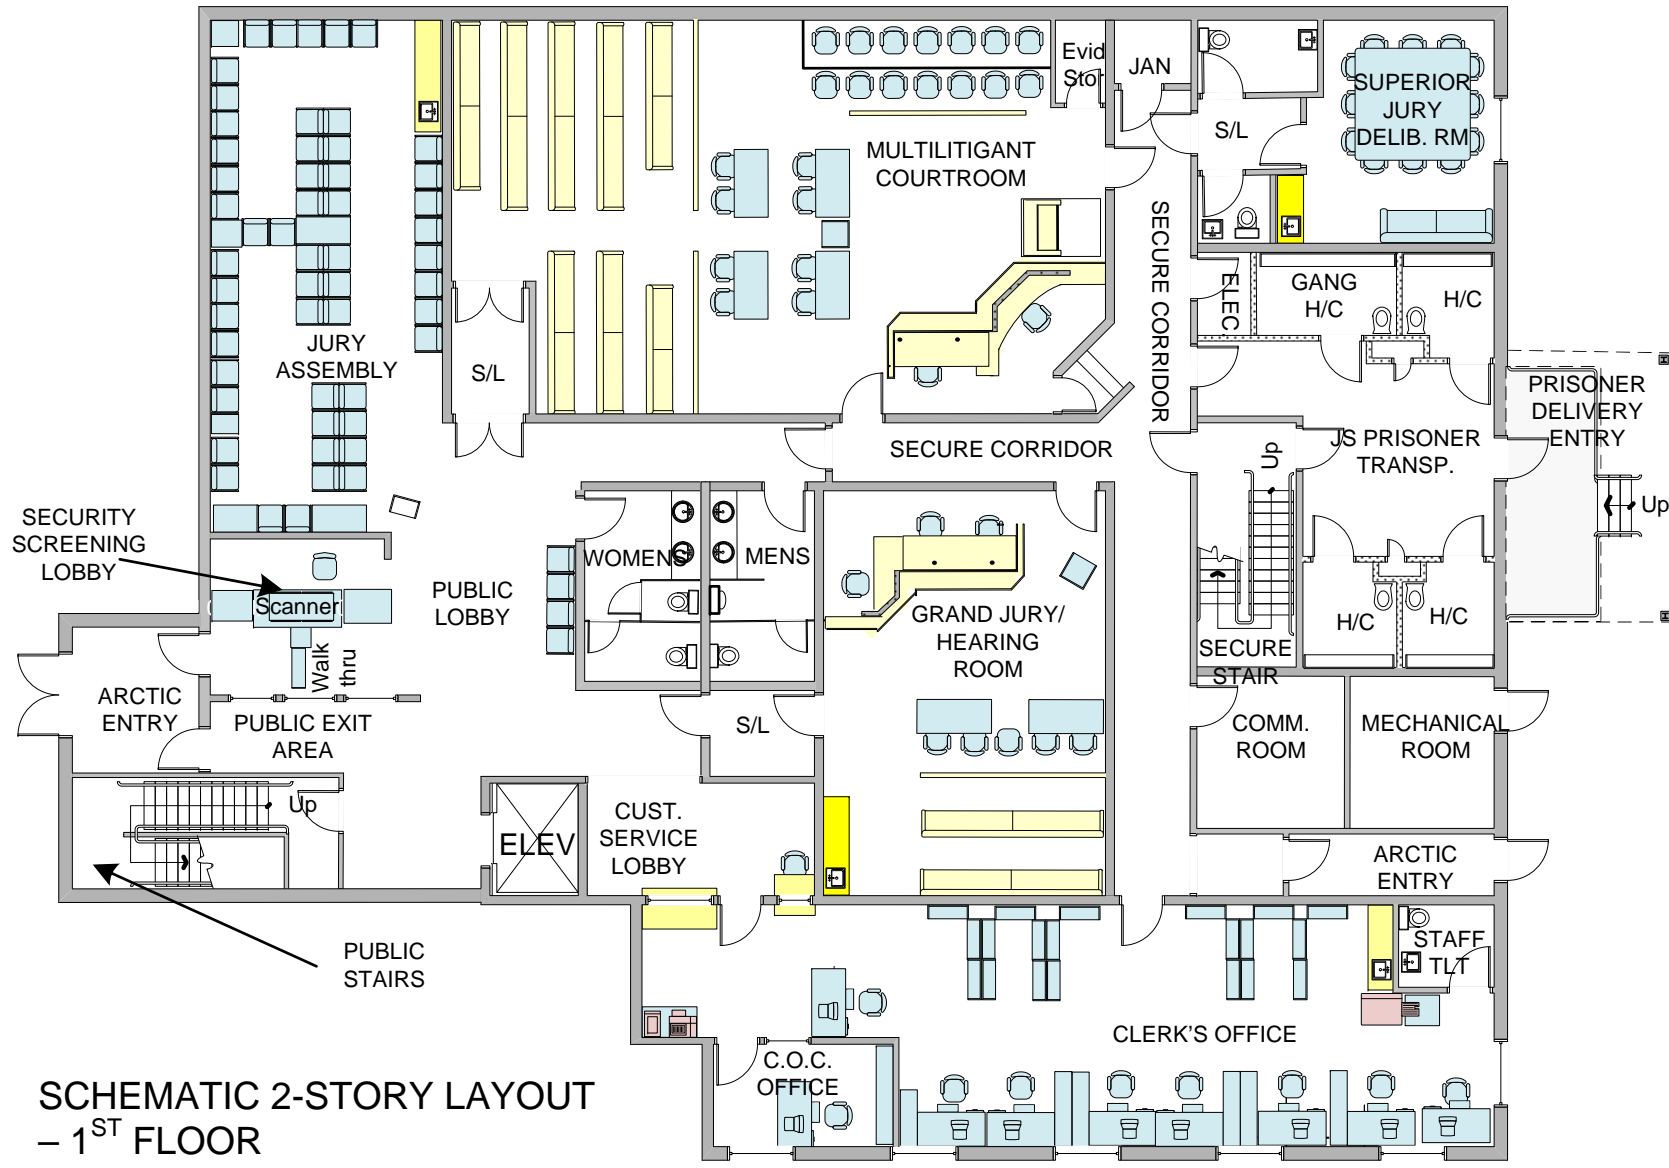 Evid
Stor
JAN
SUPERIOR
JURY
DELIB. RM
S/L
MULTILITIGANT
COURTROOM
SECURE CORRIDOR
ELEC
GANG
H/C
H/C
JURY
ASSEMBLY
S/L
PRISONER
DELIVERY
ENTRY
SECURE CORRIDOR
Up
JS PRISONER
TRANSP.
Up
SECURITY
SCREENING
LOBBY
WOMENS
MENS
Scanner
PUBLIC
LOBBY
GRAND JURY/
HEARING
ROOM
H/C
H/C
SECURE
STAIR
Walk
thru
ARCTIC
ENTRY
PUBLIC EXIT
AREA
S/L
COMM.
ROOM
MECHANICAL
ROOM
Up
CUST.
SERVICE
LOBBY
ELEV
ARCTIC
ENTRY
PUBLIC
STAIRS
STAFF
TLT
CLERK'S OFFICE
C.O.C.
OFFICE
SCHEMATIC 2-STORY LAYOUT
– 1ST FLOOR